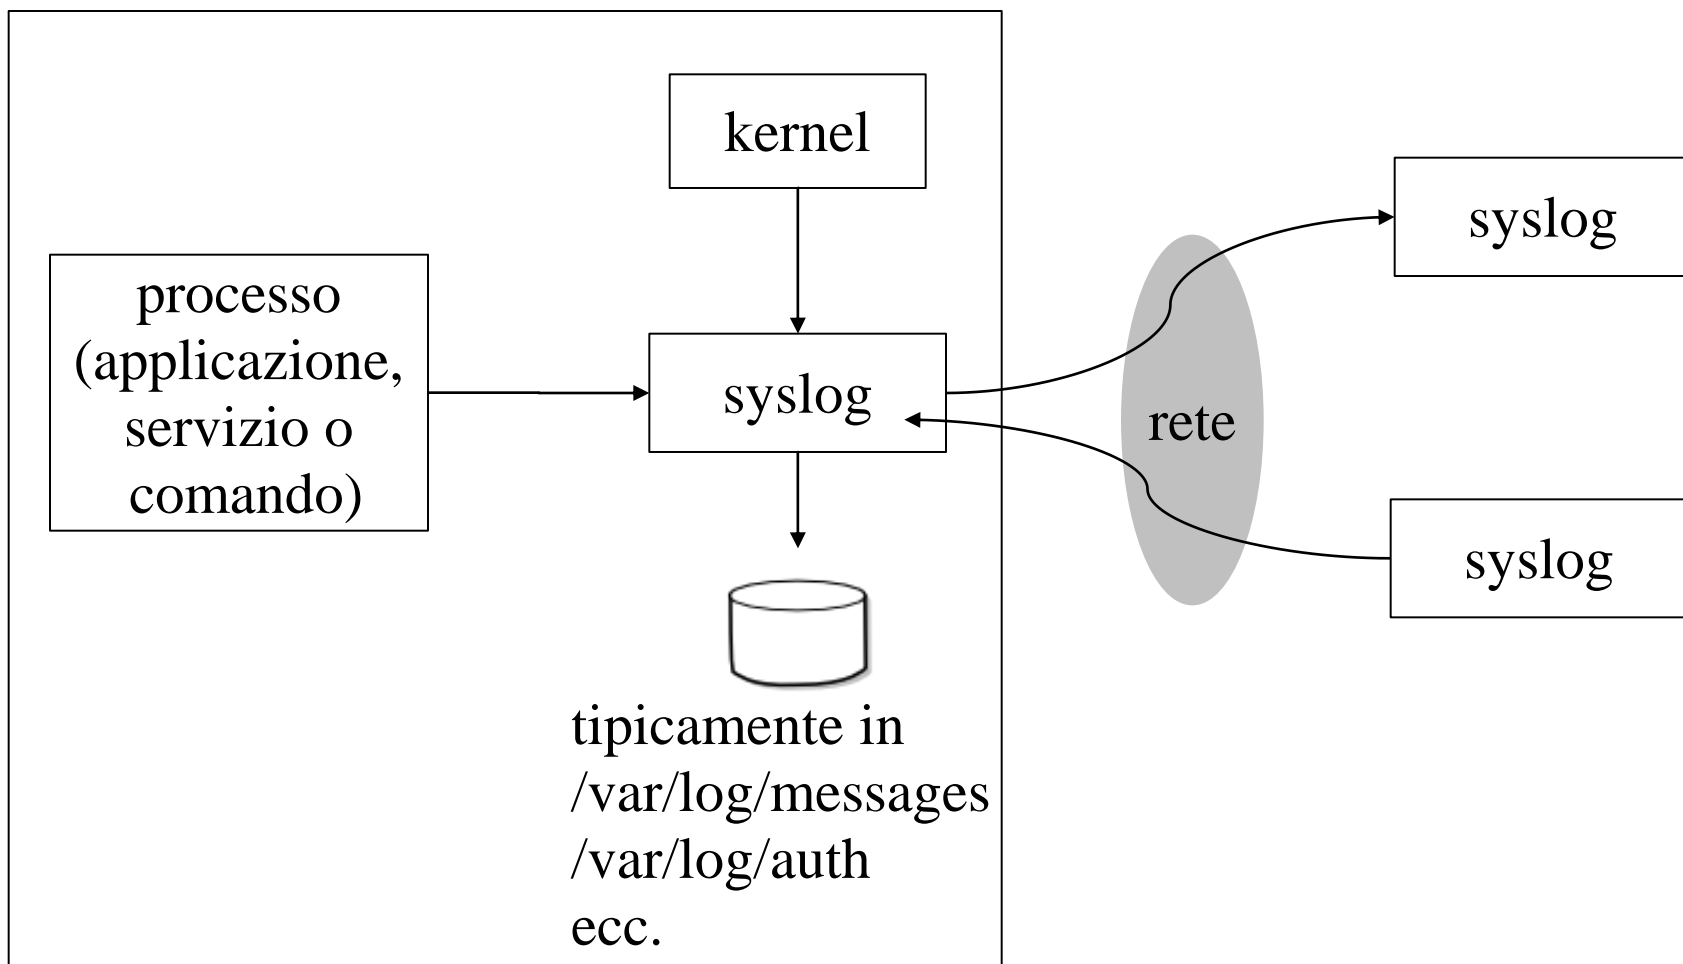 kernel
syslog
processo
(applicazione,
servizio o
comando)
syslog
rete
syslog
tipicamente in
/var/log/messages
/var/log/auth
ecc.